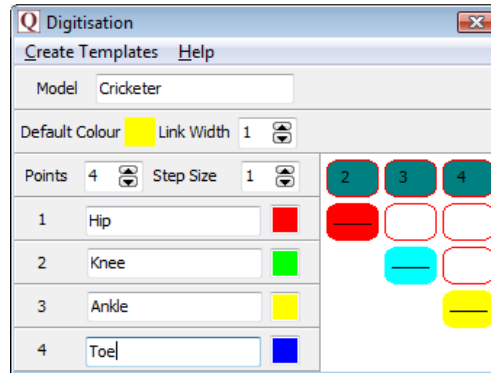 Q Digitisation
Create Templates Help
Model Cricketer
Default Colour Link Width 1
Points 4 Step Size 1 2 3 4
1 Hip
2 Knee
3 Ankle
4 Toe